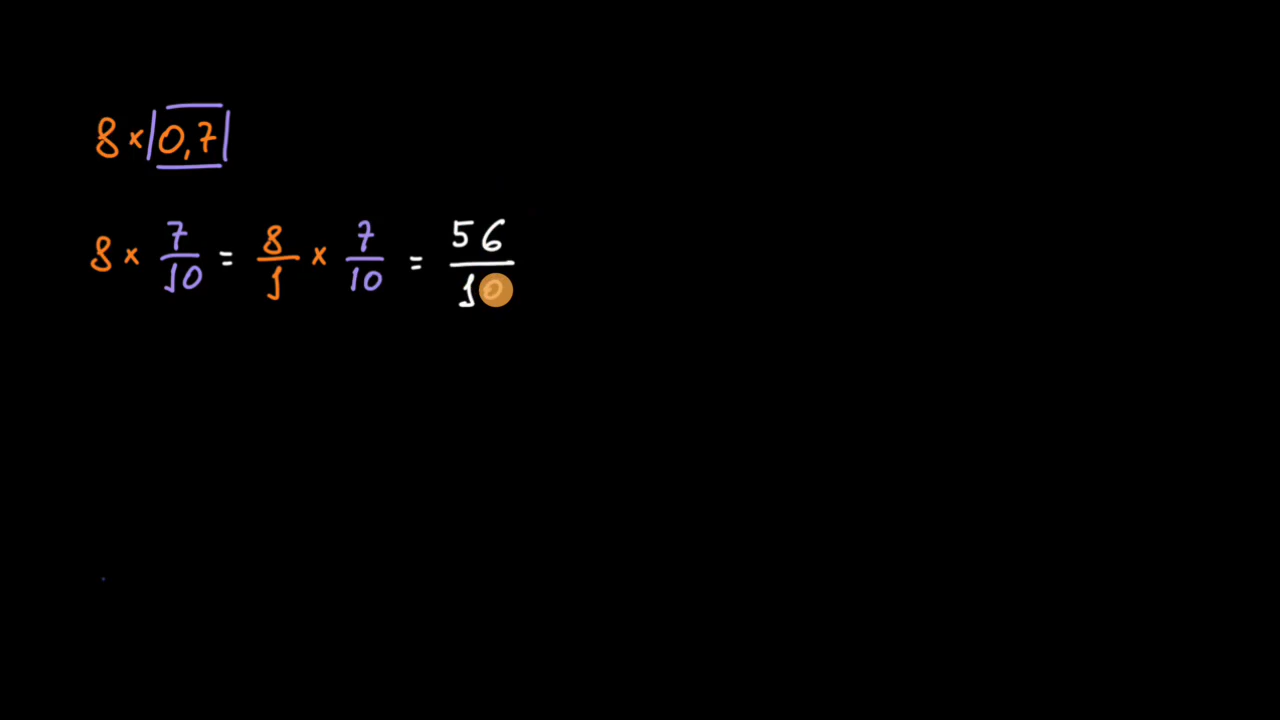 8 × |0,7|
8 × 7/10 = 8/1 × 7/10 = 56/10